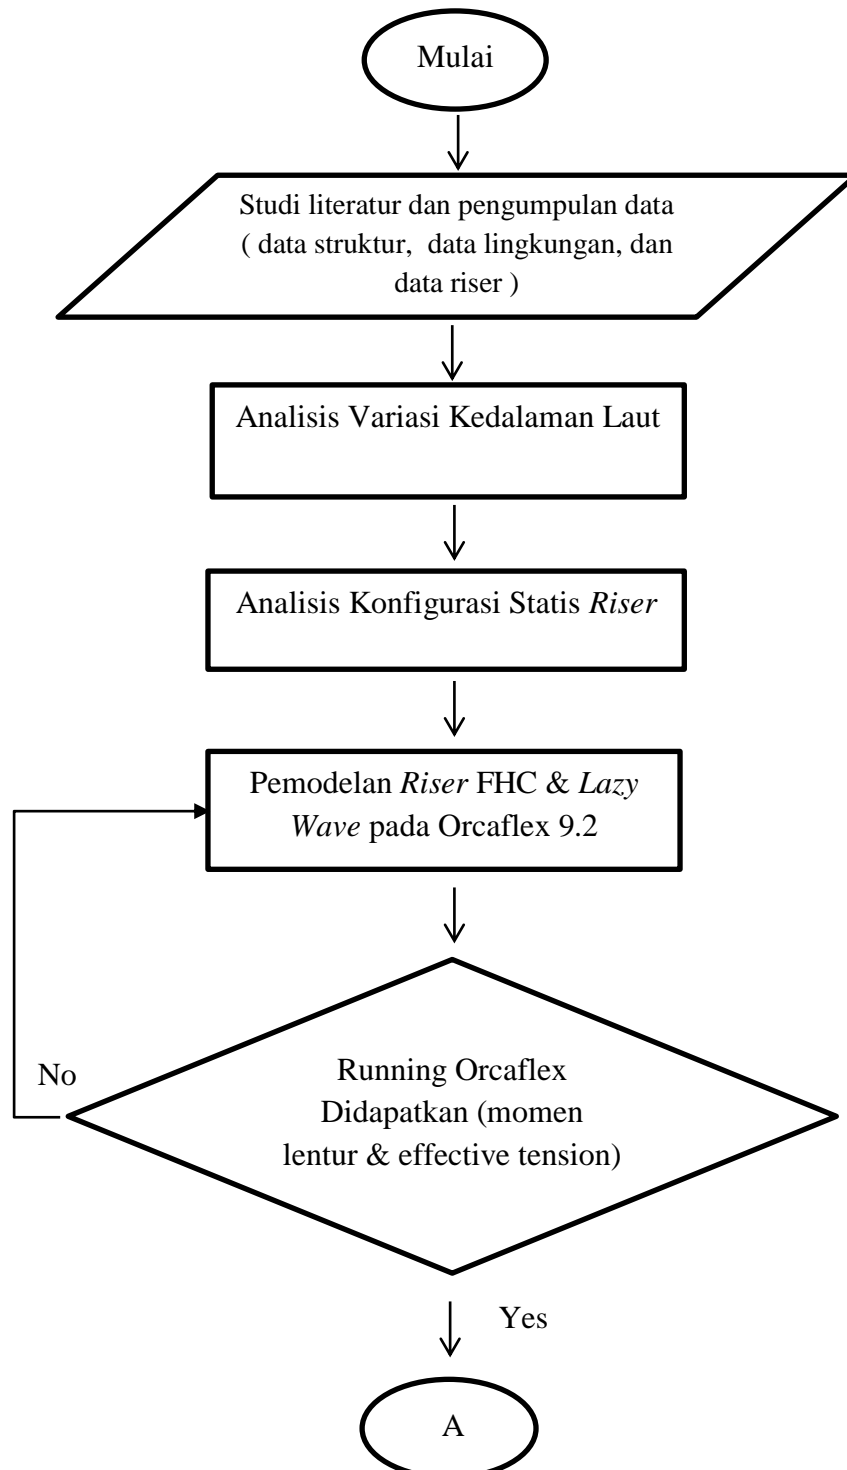 Mulai
Studi literatur dan pengumpulan data
( data struktur,  data lingkungan, dan
data riser )
Analisis Variasi Kedalaman Laut
Analisis Konfigurasi Statis Riser
Pemodelan Riser FHC & Lazy
Wave pada Orcaflex 9.2
No
Running Orcaflex
Didapatkan (momen
lentur & effective tension)
Yes
A